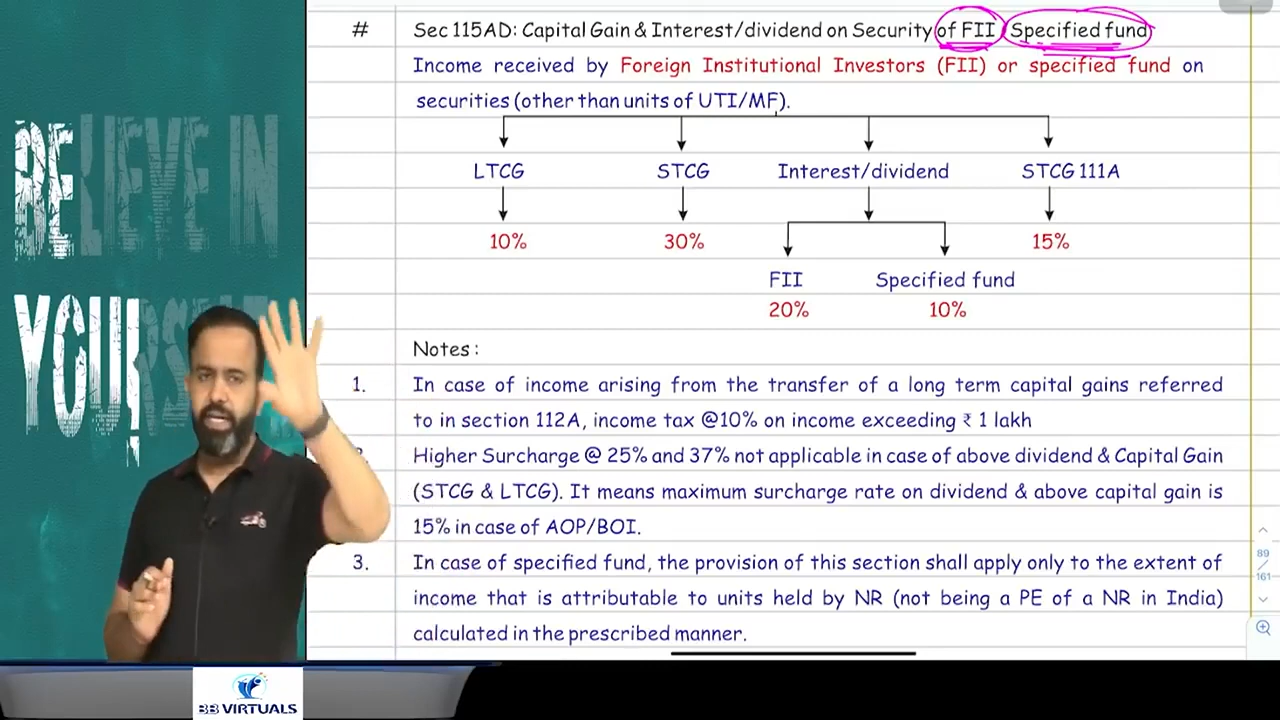 BELIEVE IN
YOURS
# Sec 115AD: Capital Gain & Interest/dividend on Security of FII Specified fund
Income received by Foreign Institutional Investors (FII) or specified fund on
securities (other than units of UTI/MF).
LTCG STCG Interest/dividend STCG 111A
10% 30% 15%
FII Specified fund
20% 10%
Notes :
1. In case of income arising from the transfer of a long term capital gains referred
to in section 112A, income tax @10% on income exceeding ₹ 1 lakh
Higher Surcharge @ 25% and 37% not applicable in case of above dividend & Capital Gain
(STCG & LTCG). It means maximum surcharge rate on dividend & above capital gain is
15% in case of AOP/BOI.
3. In case of specified fund, the provision of this section shall apply only to the extent of
income that is attributable to units held by NR (not being a PE of a NR in India)
calculated in the prescribed manner.
89
/
161
BB VIRTUALS